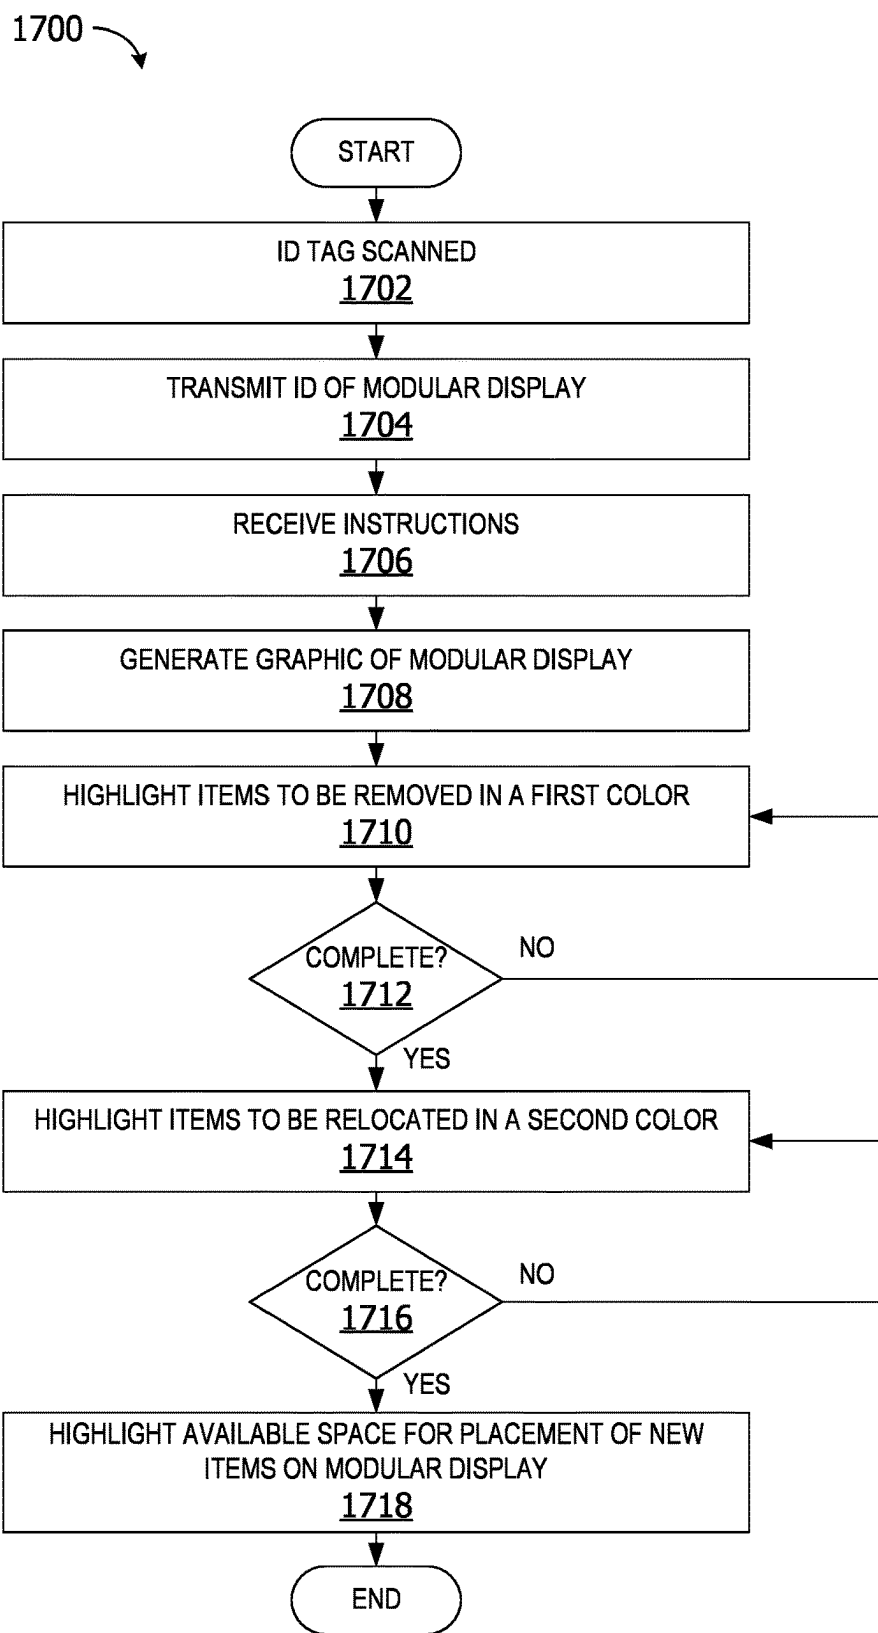 1700
START
ID TAG SCANNED
1702
TRANSMIT ID OF MODULAR DISPLAY
1704
RECEIVE INSTRUCTIONS
1706
GENERATE GRAPHIC OF MODULAR DISPLAY
1708
HIGHLIGHT ITEMS TO BE REMOVED IN A FIRST COLOR
1710
COMPLETE?
1712
NO
YES
HIGHLIGHT ITEMS TO BE RELOCATED IN A SECOND COLOR
1714
COMPLETE?
1716
NO
YES
HIGHLIGHT AVAILABLE SPACE FOR PLACEMENT OF NEW
ITEMS ON MODULAR DISPLAY
1718
END